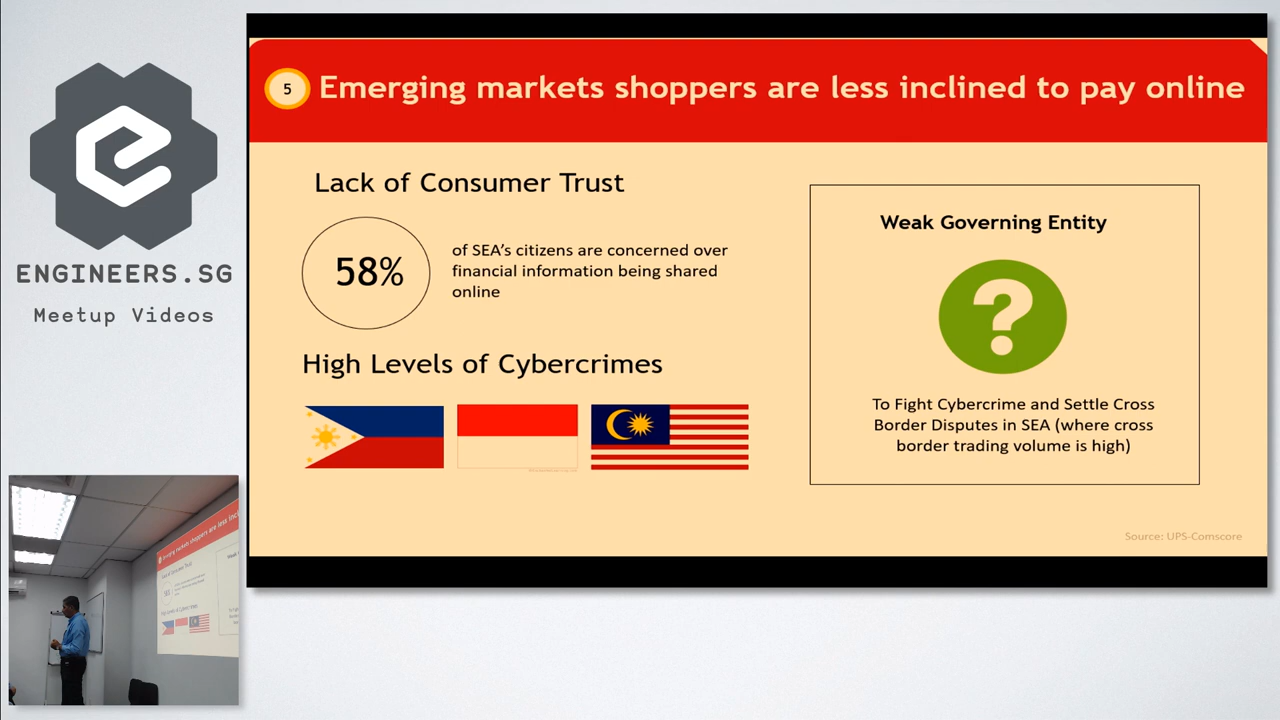 ENGINEERS.SG
Meetup Videos
5
Emerging markets shoppers are less inclined to pay online
Lack of Consumer Trust
58%
of SEA’s citizens are concerned over
financial information being shared
online
High Levels of Cybercrimes
Weak Governing Entity
?
To Fight Cybercrime and Settle Cross
Border Disputes in SEA (where cross
border trading volume is high)
Source: UPS-Comscore